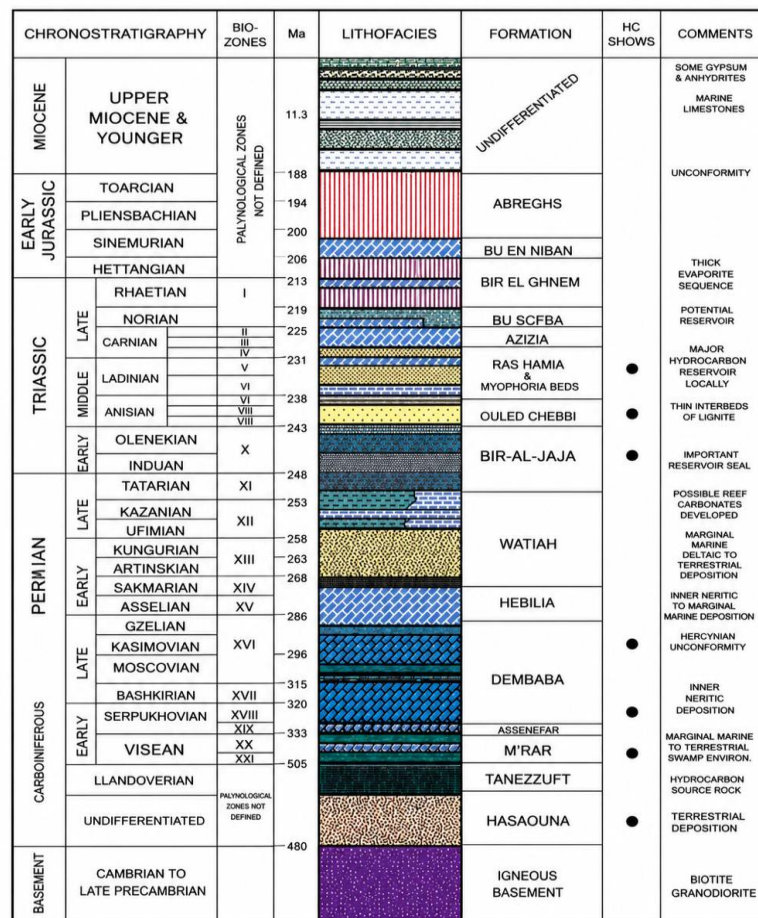 CHRONOSTRATIGRAPHY
BIO-
ZONES
Ma
LITHOFACIES
FORMATION
HC
SHOWS
COMMENTS
MIOCENE
UPPER
MIOCENE &
YOUNGER
PALYNOLOGICAL ZONES
NOT DEFINED
11.3
UNDIFFERENTIATED
SOME GYPSUM
& ANHYDRITES
MARINE
LIMESTONES
188
UNCONFORMITY
EARLY
JURASSIC
TOARCIAN
194
ABREGHS
PLIENSBACHIAN
200
SINEMURIAN
BU EN NIBAN
206
HETTANGIAN
213
BIR EL GHNEM
THICK
EVAPORITE
SEQUENCE
TRIASSIC
LATE
RHAETIAN
I
219
NORIAN
BU SCFBA
POTENTIAL
RESERVOIR
225
CARNIAN
II
III
IV
AZIZIA
231
MIDDLE
LADINIAN
V
VI
RAS HAMIA
&
MYOPHORIA BEDS
MAJOR
HYDROCARBON
RESERVOIR
LOCALLY
238
ANISIAN
VI
VIII
VIII
OULED CHEBBI
THIN INTERBEDS
OF LIGNITE
243
EARLY
OLENEKIAN
X
INDUAN
BIR-AL-JAJA
IMPORTANT
RESERVOIR SEAL
248
PERMIAN
LATE
TATARIAN
XI
253
POSSIBLE REEF
CARBONATES
DEVELOPED
KAZANIAN
XII
UFIMIAN
258
WATIAH
EARLY
KUNGURIAN
XIII
263
ARTINSKIAN
268
MARGINAL
MARINE
DELTAIC TO
TERRESTRIAL
DEPOSITION
SAKMARIAN
XIV
ASSELIAN
XV
HEBILIA
INNER NERITIC
TO MARGINAL
MARINE DEPOSITION
286
CARBOINIFEROUS
LATE
GZELIAN
XVI
KASIMOVIAN
296
HERCYNIAN
UNCONFORMITY
MOSCOVIAN
DEMBABA
315
BASHKIRIAN
XVII
320
INNER
NERITIC
DEPOSITION
EARLY
SERPUKHOVIAN
XVIII
XIX
ASSENEFAR
333
VISEAN
XX
XXI
M'RAR
MARGINAL MARINE
TO TERRESTRIAL
SWAMP ENVIRON.
505
LLANDOVERIAN
PALYNOLOGICAL
ZONES NOT
DEFINED
TANEZZUFT
HYDROCARBON
SOURCE ROCK
UNDIFFERENTIATED
HASAOUNA
TERRESTRIAL
DEPOSITION
480
BASEMENT
CAMBRIAN TO
LATE PRECAMBRIAN
IGNEOUS
BASEMENT
BIOTITE
GRANODIORITE